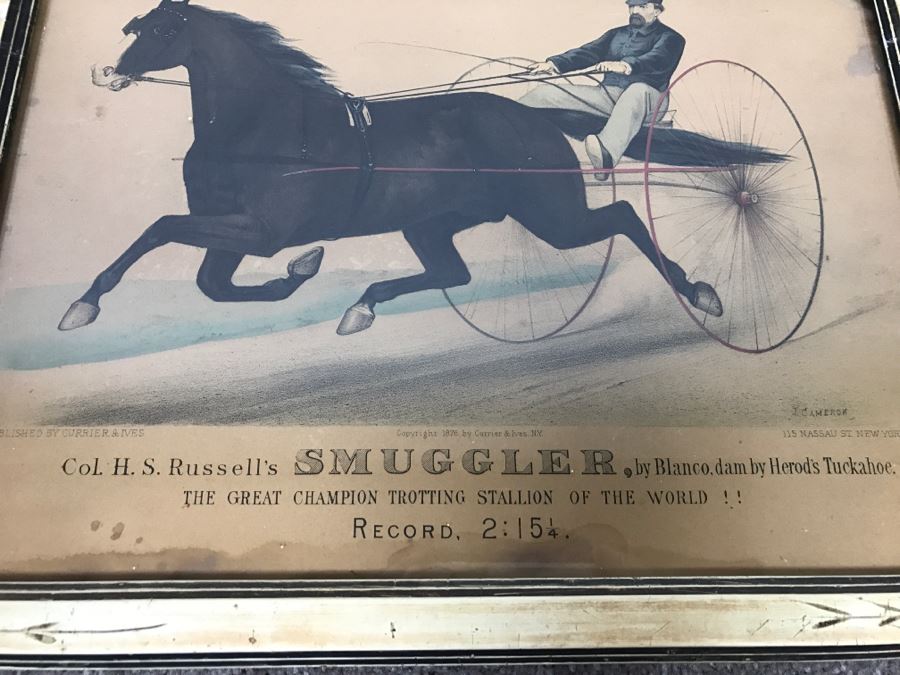 J. CAMERON
BLISHED BY CURRIER & IVES Copyright 1876, by Currier & Ives, N.Y. 115 NASSAU ST. NEW YOR
Col. H. S. Russell's SMUGGLER, by Blanco, dam by Herod's Tuckahoe.
THE GREAT CHAMPION TROTTING STALLION OF THE WORLD !!
RECORD, 2:15¼.